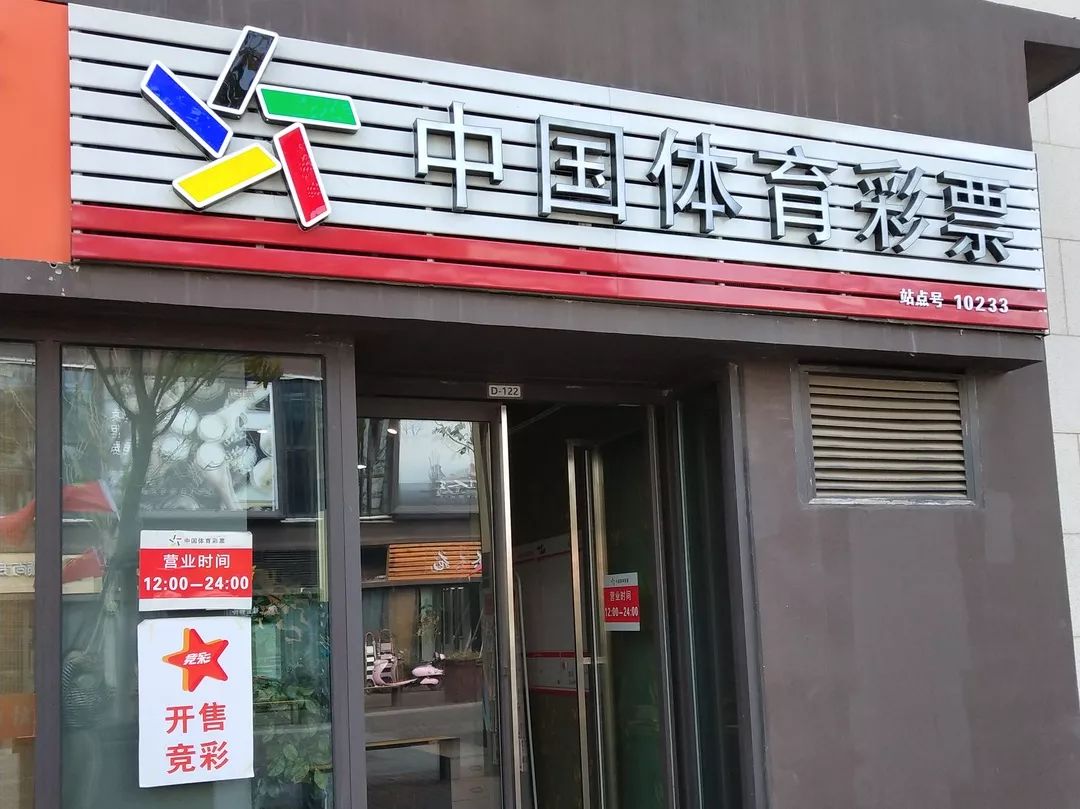 中国体育彩票
站点号 10233
D-122
中国体育彩票
营业时间
12:00—24:00
竞彩
开售
竞彩
营业时间
12:00—24:00